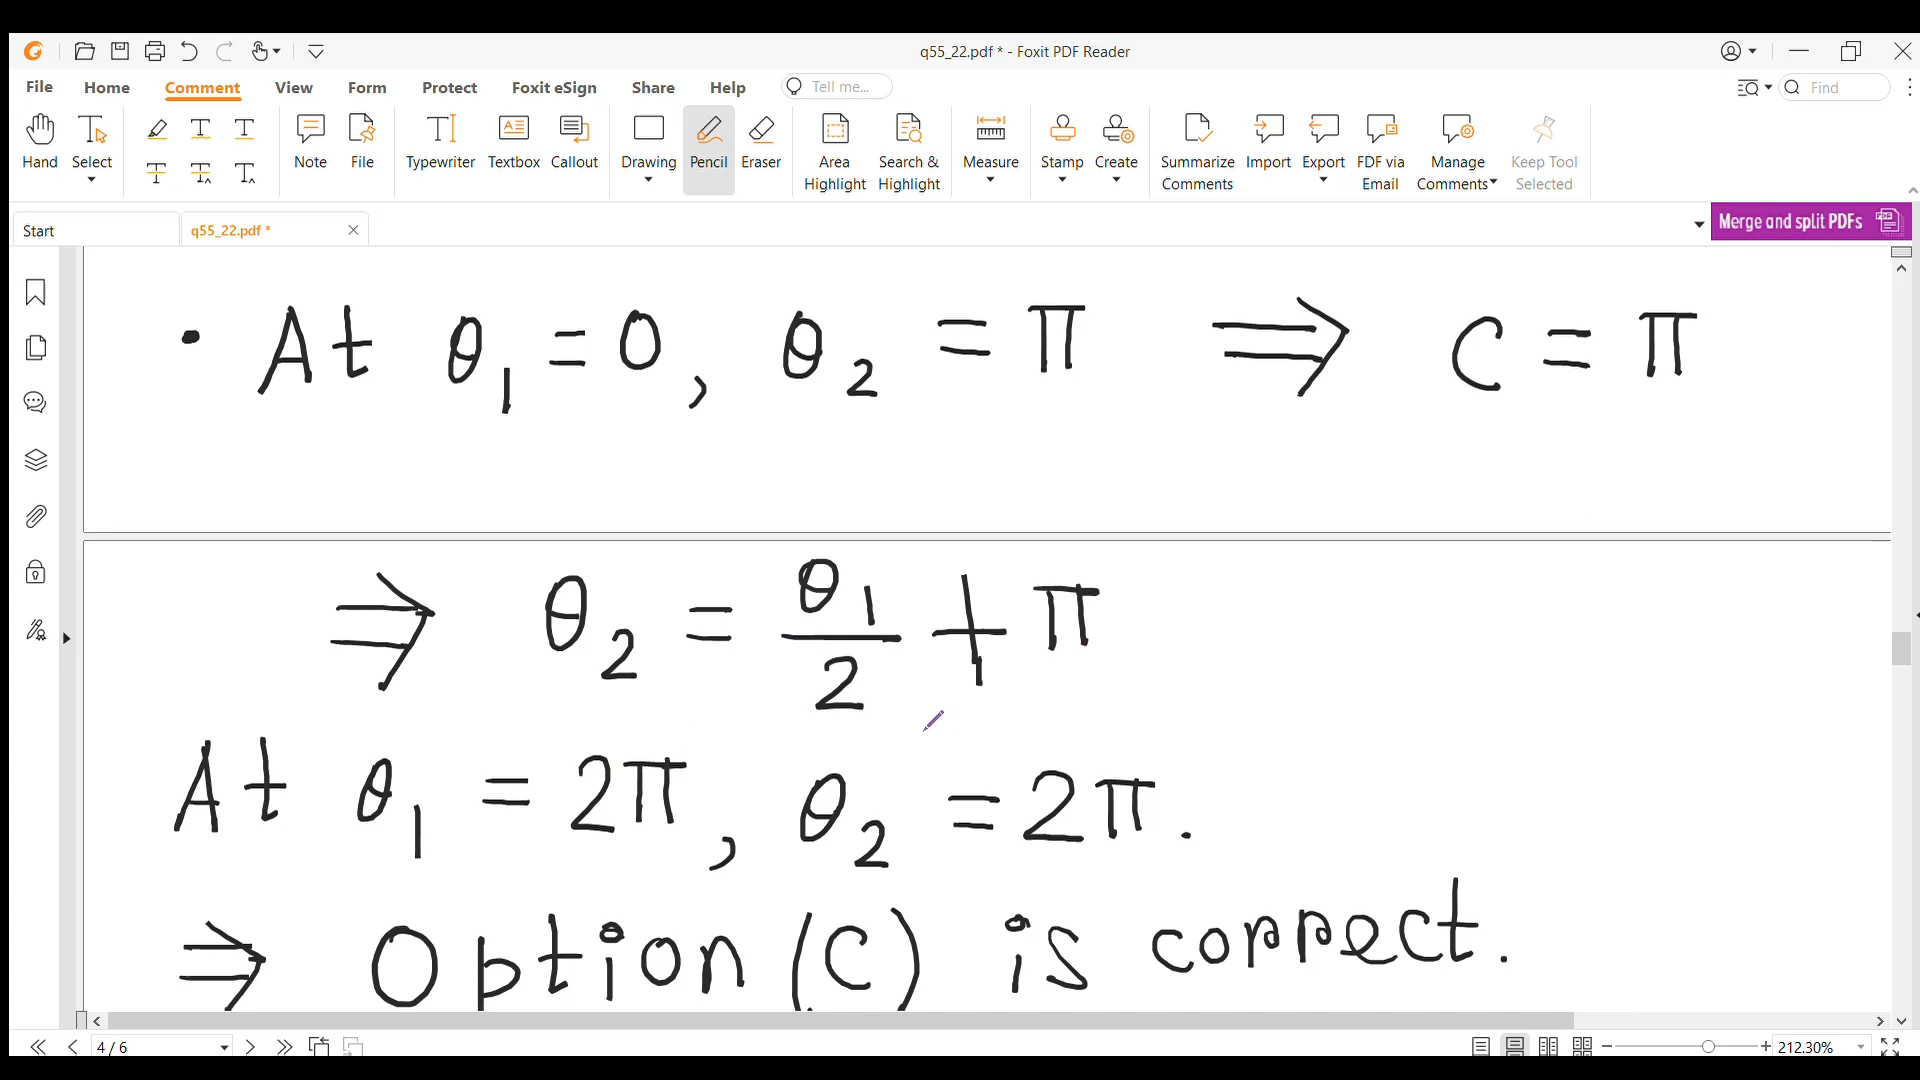 q55_22.pdf * - Foxit PDF Reader
File Home Comment View Form Protect Foxit eSign Share Help Tell me... Find
Hand Select Note File Typewriter Textbox Callout Drawing Pencil Eraser Area Highlight Search & Highlight Measure Stamp Create Summarize Comments Import Export FDF via Email Manage Comments Keep Tool Selected
Start q55_22.pdf * Merge and split PDFs
• At θ₁ = 0, θ₂ = π ⇒ C = π
⇒ θ₂ = θ₁/2 + π
At θ₁ = 2π, θ₂ = 2π.
⇒ Option (C) is correct.
4 / 6 212.30%